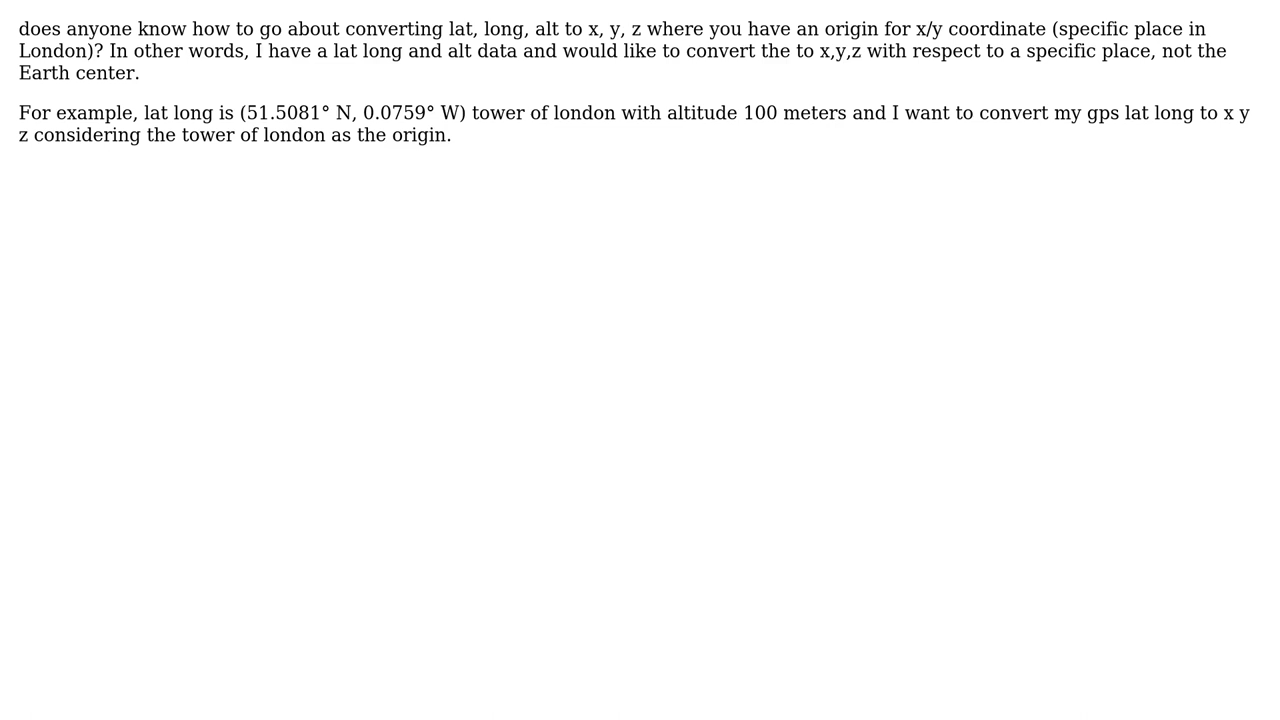 does anyone know how to go about converting lat, long, alt to x, y, z where you have an origin for x/y coordinate (specific place in
London)? In other words, I have a lat long and alt data and would like to convert the to x,y,z with respect to a specific place, not the
Earth center.
For example, lat long is (51.5081° N, 0.0759° W) tower of london with altitude 100 meters and I want to convert my gps lat long to x y
z considering the tower of london as the origin.